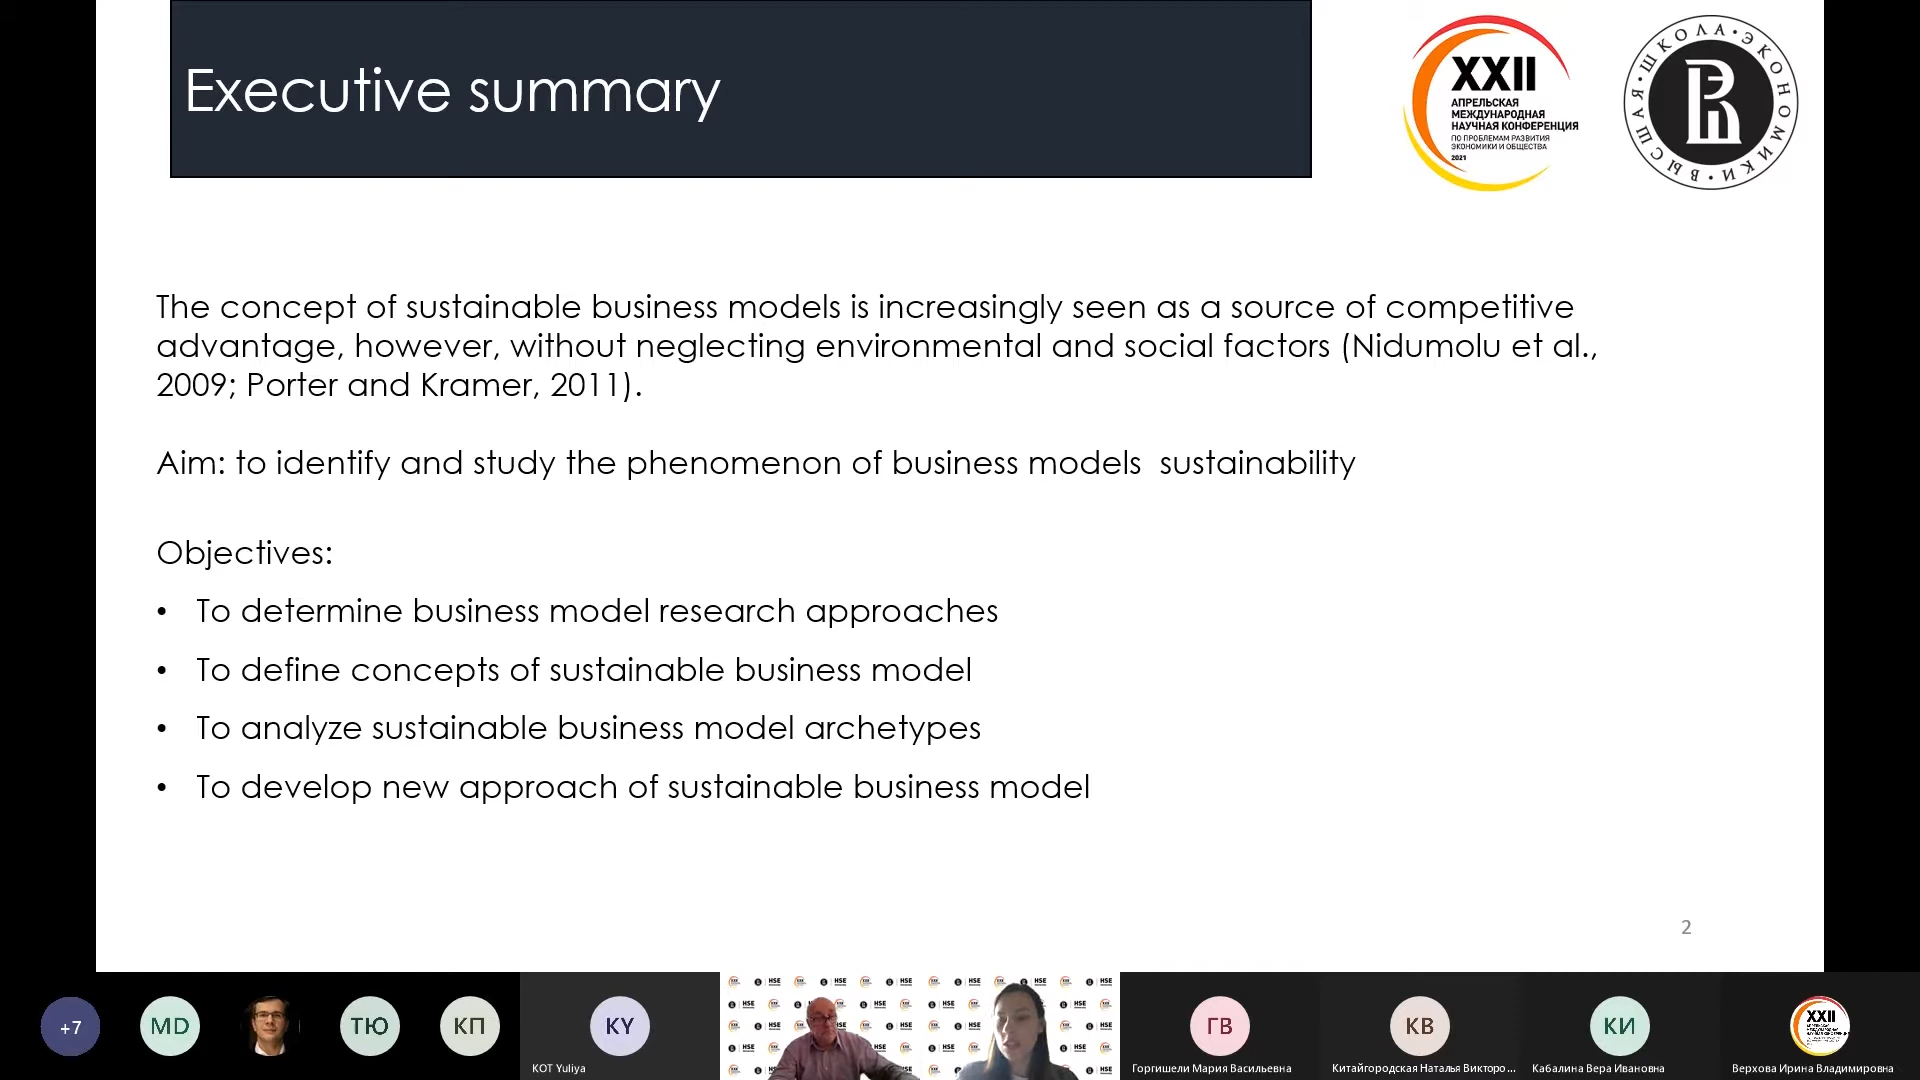 Executive summary
XXII
АПРЕЛЬСКАЯ
МЕЖДУНАРОДНАЯ
НАУЧНАЯ КОНФЕРЕНЦИЯ
ПО ПРОБЛЕМАМ РАЗВИТИЯ
ЭКОНОМИКИ И ОБЩЕСТВА
2021
ВЫСШАЯ • ШКОЛА • ЭКОНОМИКИ •
The concept of sustainable business models is increasingly seen as a source of competitive
advantage, however, without neglecting environmental and social factors (Nidumolu et al.,
2009; Porter and Kramer, 2011).
Aim: to identify and study the phenomenon of business models  sustainability
Objectives:
• To determine business model research approaches
• To define concepts of sustainable business model
• To analyze sustainable business model archetypes
• To develop new approach of sustainable business model
2
+7
MD
ТЮ
КП
KY
KOT Yuliya
HSE
ГВ
Горгишели Мария Васильевна
КВ
Китайгородская Наталья Викторо...
КИ
Кабалина Вера Ивановна
XXII
Верхова Ирина Владимировна